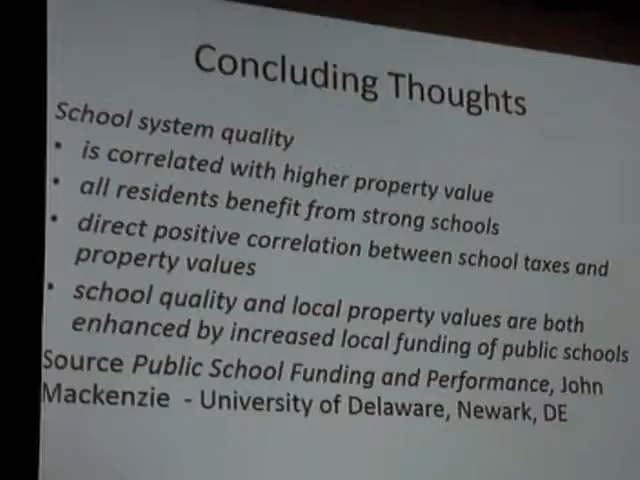 Concluding Thoughts
School system quality
• is correlated with higher property value
• all residents benefit from strong schools
• direct positive correlation between school taxes and
property values
• school quality and local property values are both
enhanced by increased local funding of public schools
Source Public School Funding and Performance, John
Mackenzie - University of Delaware, Newark, DE